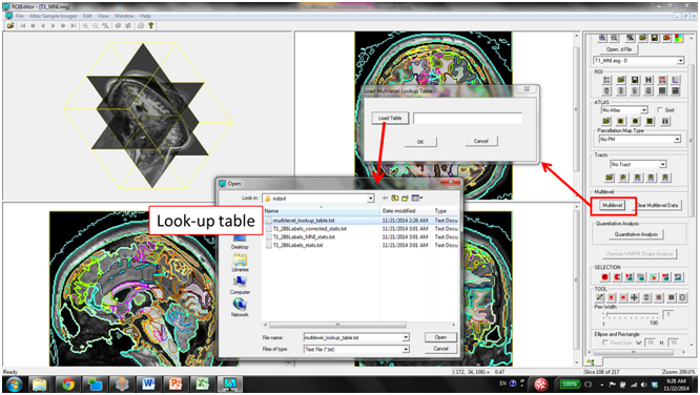 ROIEditor - [T1_MNI.img]
File Atlas Sample Images Edit View Window Help
Open .d File
T1_MNI.img - 0
ROI
ATLAS
No Atlas
Grid
Parcellation Map Type
No PM
Tracts
No Tract
Multilevel
Multilevel
Clear Multilevel Data
Quantitative Analysis
Quantitative Analysis
SELECTION
TOOL
Pen Width
1
100
5
Ellipse and Rectangle
Fixed Size
W:
H:
Load Multilevel Lookup Table
Load Table
OK
Cancel
Open
Look in:
output
Name
Date modified
Type
multilevel_lookup_table.txt 11/21/2014 2:26 AM Text Docu
T1_286Labels_corrected_stats.txt 11/21/2014 3:01 AM Text Docu
T1_286Labels_MNI_stats.txt 11/21/2014 3:01 AM Text Docu
T1_286Labels_stats.txt 11/21/2014 3:01 AM Text Docu
Desktop
Libraries
Computer
Network
File name:
multilevel_lookup_table.txt
Open
Files of type:
Text File (*.txt)
Cancel
Look-up table
Ready
(172, 34, 108) = 0.47
Slice 108 of 217
Zoom: 200.0%
EN
100%
9:28 AM
11/22/2014